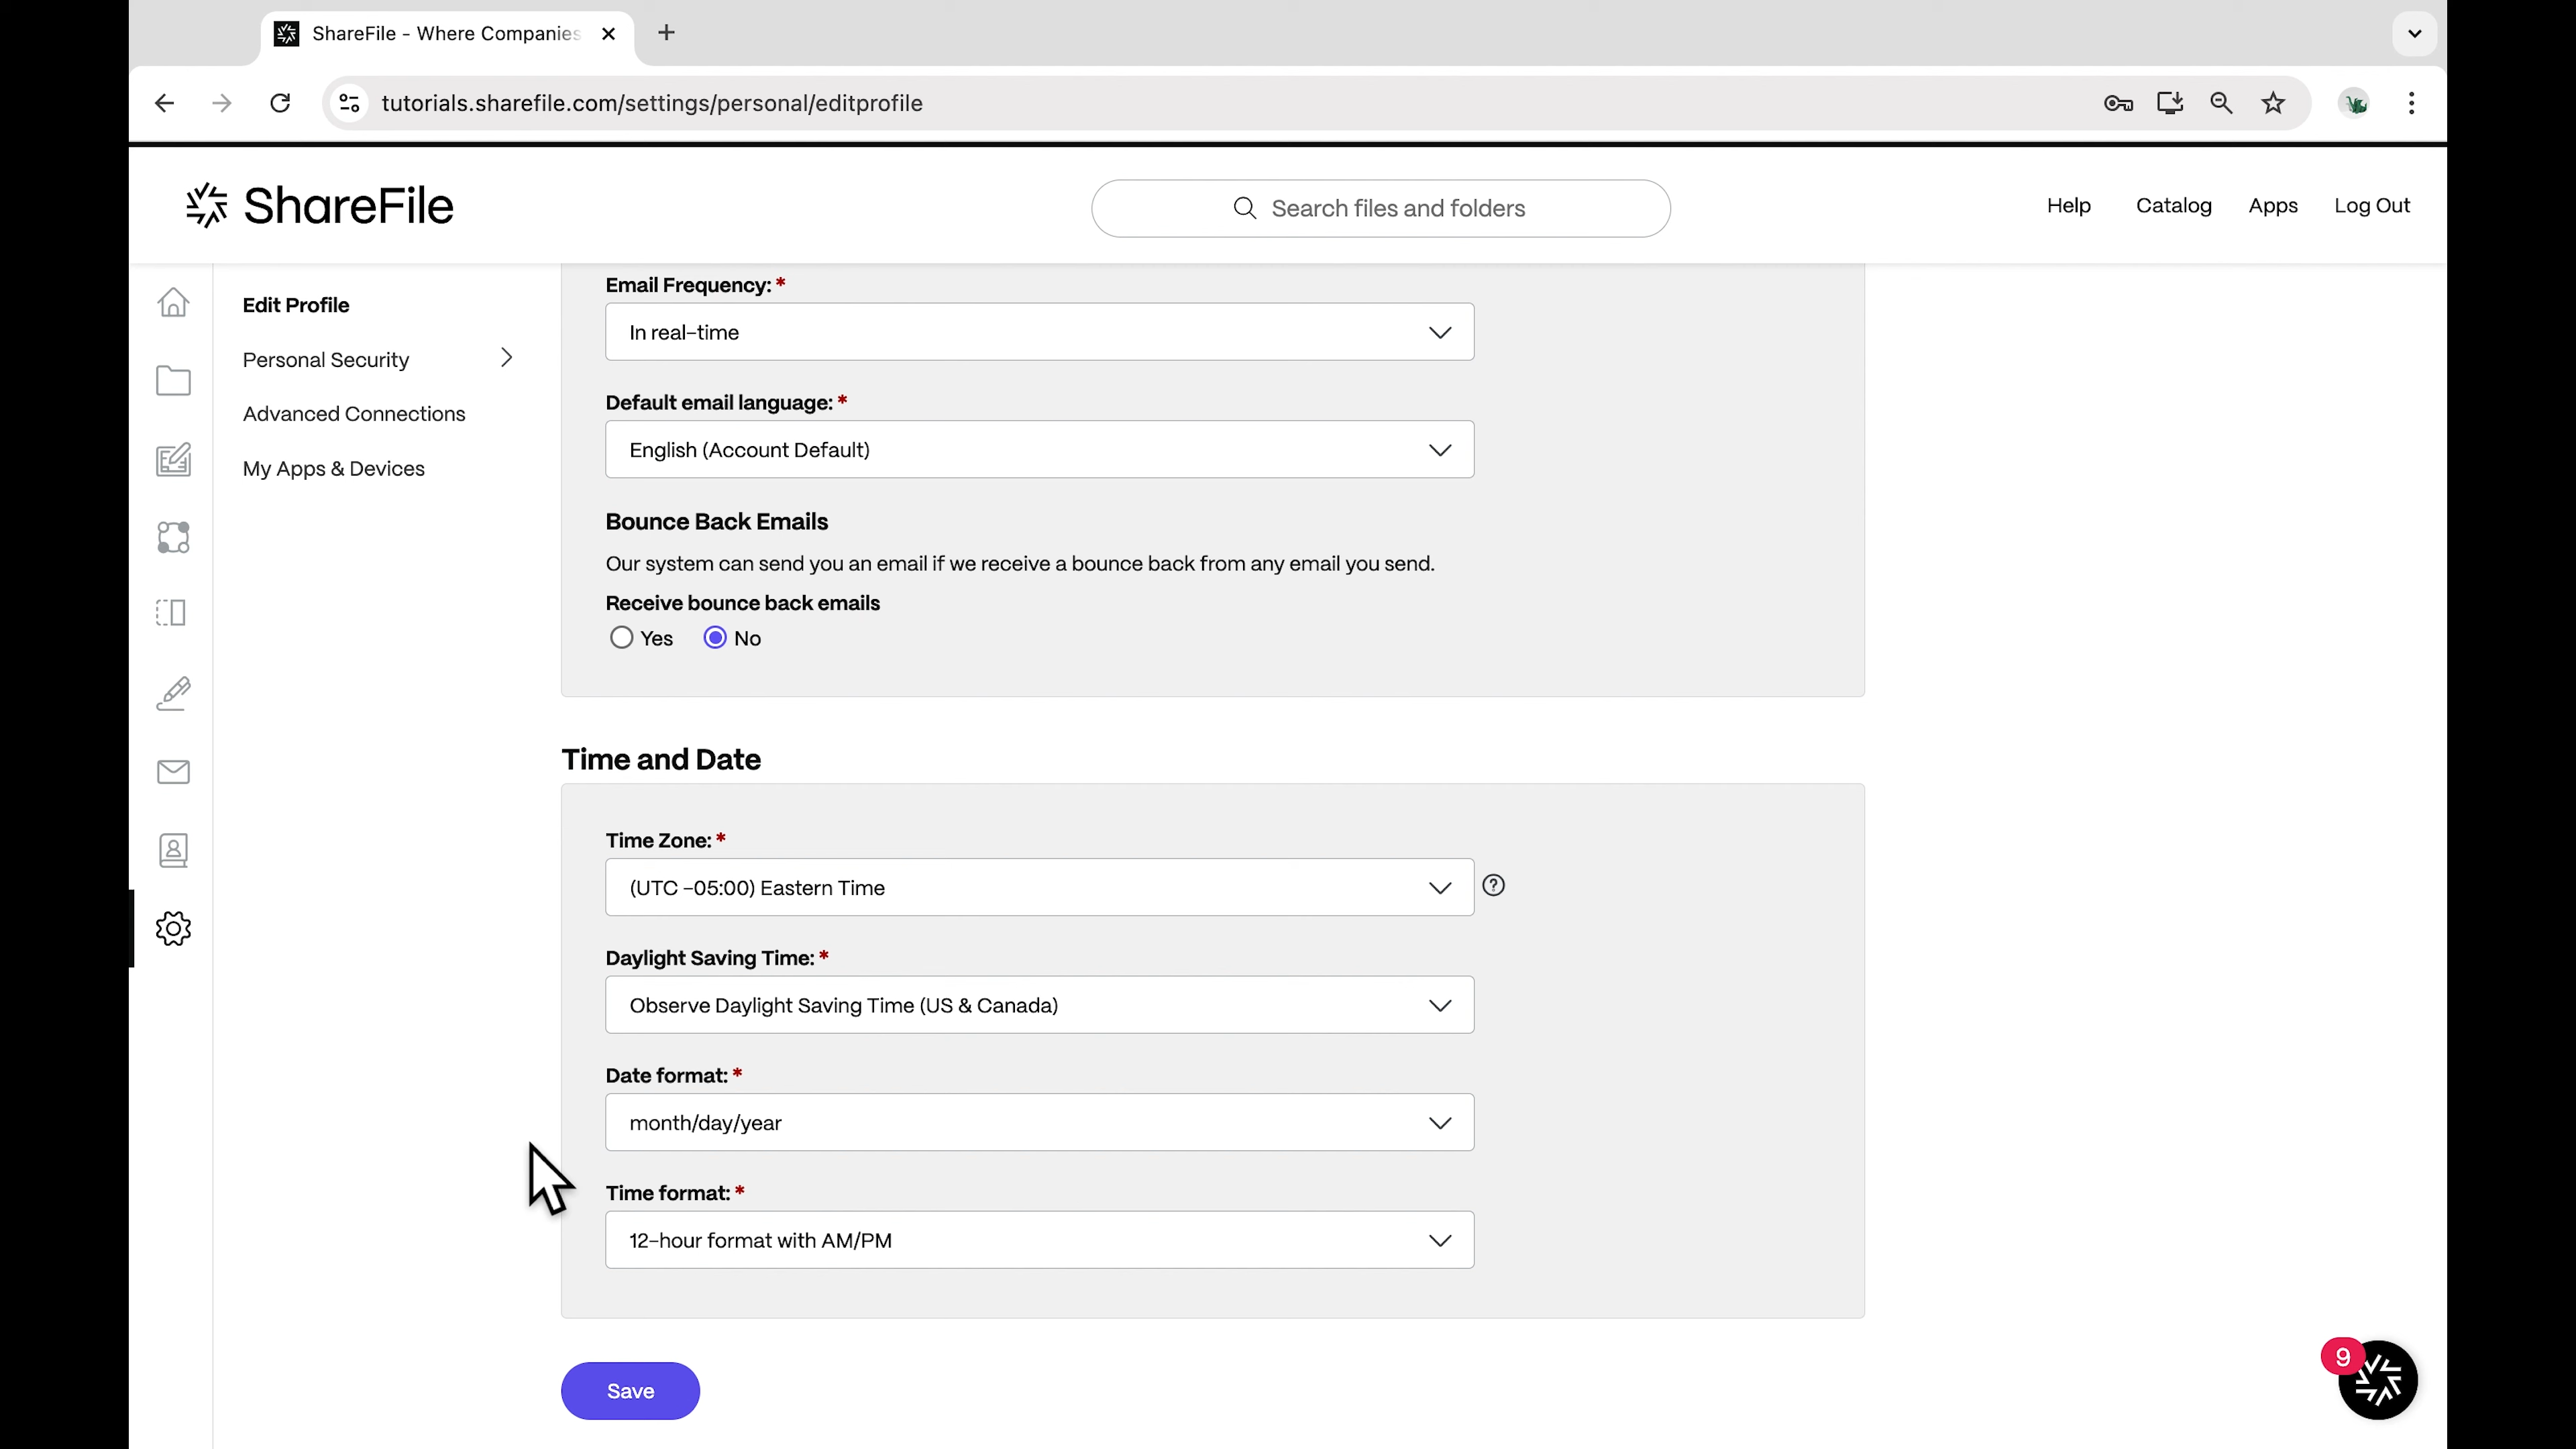 ShareFile - Where Companies
tutorials.sharefile.com/settings/personal/editprofile
ShareFile
Search files and folders
Help
Catalog
Apps
Log Out
Edit Profile
Personal Security
Advanced Connections
My Apps & Devices
Email Frequency: *
In real-time
Default email language: *
English (Account Default)
Bounce Back Emails
Our system can send you an email if we receive a bounce back from any email you send.
Receive bounce back emails
Yes
No
Time and Date
Time Zone: *
(UTC -05:00) Eastern Time
Daylight Saving Time: *
Observe Daylight Saving Time (US & Canada)
Date format: *
month/day/year
Time format: *
12-hour format with AM/PM
Save
9